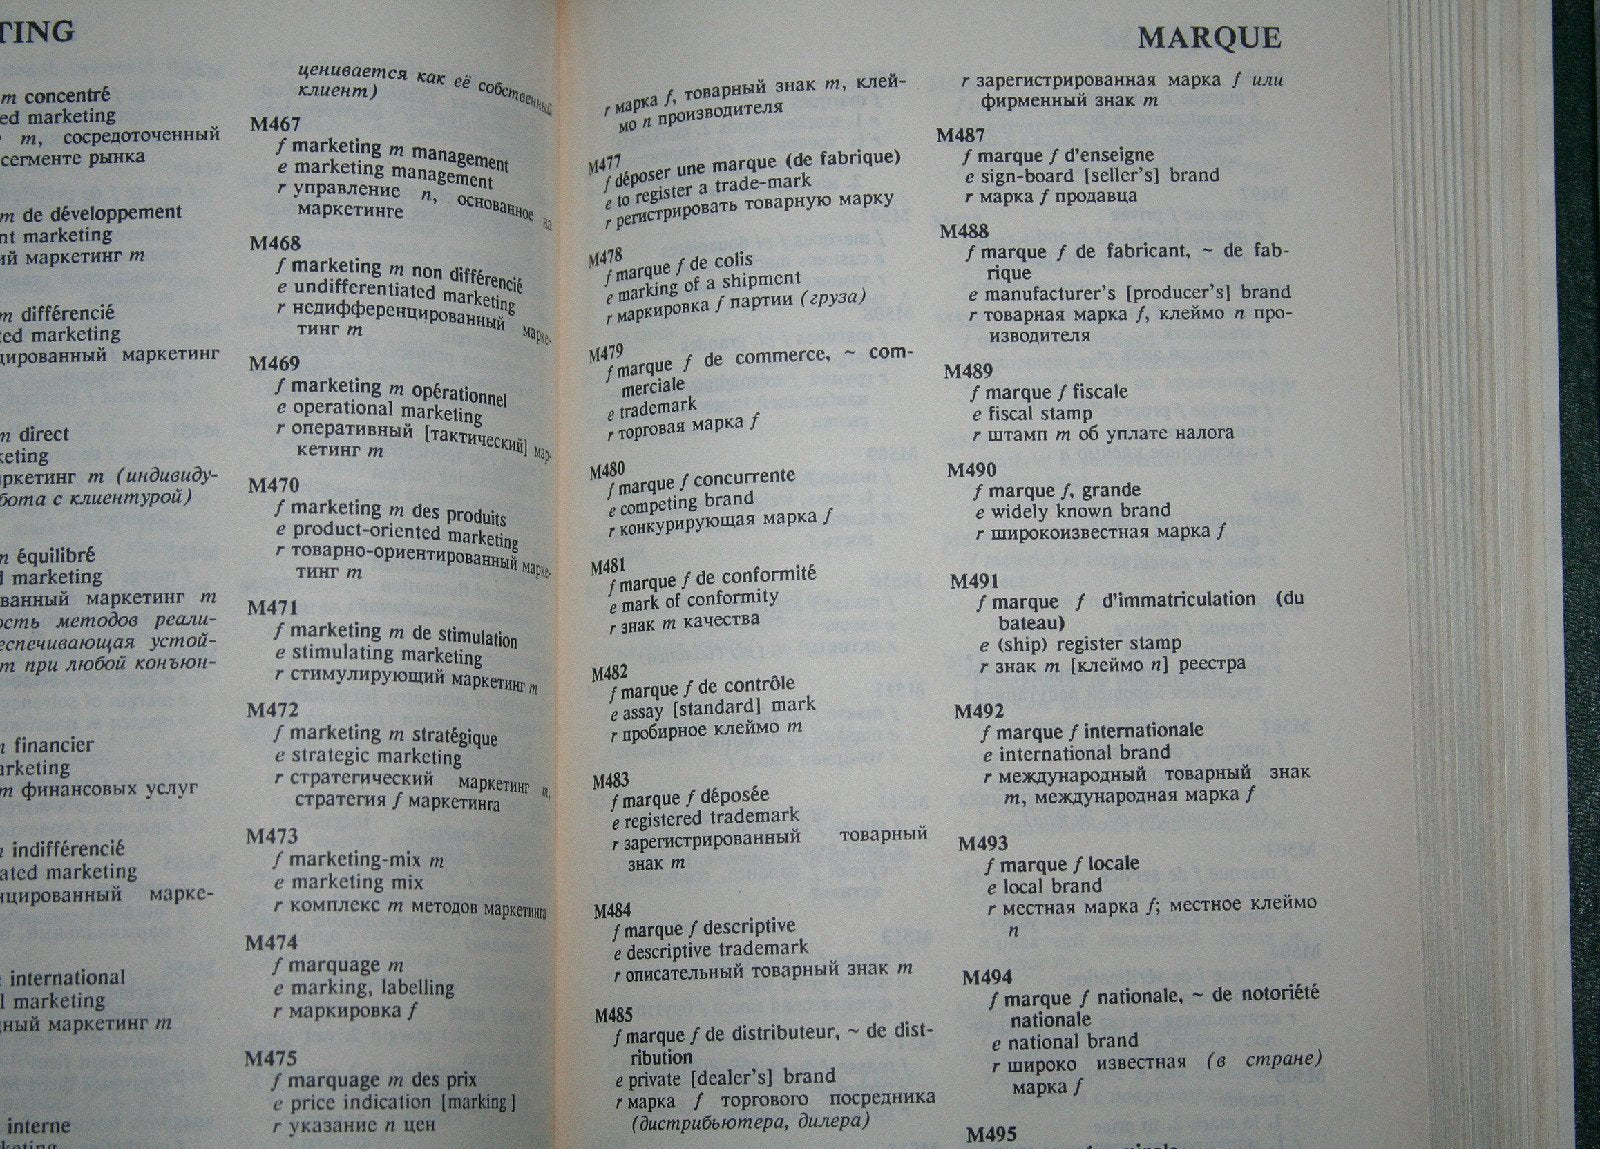 TING
m concentré
ed marketing
m, сосредоточенный
сегменте рынка
m de développement
nt marketing
ий маркетинг m
m différencié
ted marketing
цированный маркетинг
m direct
keting
ркетинг m (индивиду-
бота с клиентурой)
m équilibré
d marketing
ванный маркетинг m
ость методов реали-
еспечивающая устой-
m при любой конъюн-
n financier
arketing
m финансовых услуг
indifférencié
ated marketing
нцированный марке-
international
l marketing
дный маркетинг m
interne
ценивается как её собственный
клиент)
M467
f marketing m management
e marketing management
r управление n, основанное на
маркетинге
M468
f marketing m non différencié
e undifferentiated marketing
r недифференцированный марке-
тинг m
M469
f marketing m opérationnel
e operational marketing
r оперативный [тактический] мар-
кетинг m
M470
f marketing m des produits
e product-oriented marketing
r товарно-ориентированный марке-
тинг m
M471
f marketing m de stimulation
e stimulating marketing
r стимулирующий маркетинг m
M472
f marketing m stratégique
e strategic marketing
r стратегический маркетинг m,
стратегия f маркетинга
M473
f marketing-mix m
e marketing mix
r комплекс m методов маркетинга
M474
f marquage m
e marking, labelling
r маркировка f
M475
f marquage m des prix
e price indication [marking]
r указание n цен
MARQUE
r марка f, товарный знак m, клей-
мо n производителя
M477
f déposer une marque (de fabrique)
e to register a trade-mark
r регистрировать товарную марку
M478
f marque f de colis
e marking of a shipment
r маркировка f партии (груза)
M479
f marque f de commerce, ~ com-
merciale
e trademark
r торговая марка f
M480
f marque f concurrente
e competing brand
r конкурирующая марка f
M481
f marque f de conformité
e mark of conformity
r знак m качества
M482
f marque f de contrôle
e assay [standard] mark
r пробирное клеймо m
M483
f marque f déposée
e registered trademark
r зарегистрированный товарный
знак m
M484
f marque f descriptive
e descriptive trademark
r описательный товарный знак m
M485
f marque f de distributeur, ~ de dist-
ribution
e private [dealer's] brand
r марка f торгового посредника
(дистрибьютера, дилера)
r зарегистрированная марка f или
фирменный знак m
M487
f marque f d'enseigne
e sign-board [seller's] brand
r марка f продавца
M488
f marque f de fabricant, ~ de fab-
rique
e manufacturer's [producer's] brand
r товарная марка f, клеймо n про-
изводителя
M489
f marque f fiscale
e fiscal stamp
r штамп m об уплате налога
M490
f marque f, grande
e widely known brand
r широкоизвестная марка f
M491
f marque f d'immatriculation (du
bateau)
e (ship) register stamp
r знак m [клеймо n] реестра
M492
f marque f internationale
e international brand
r международный товарный знак
m, международная марка f
M493
f marque f locale
e local brand
r местная марка f; местное клеймо
n
M494
f marque f nationale, ~ de notoriété
nationale
e national brand
r широко известная (в стране)
марка f
M495